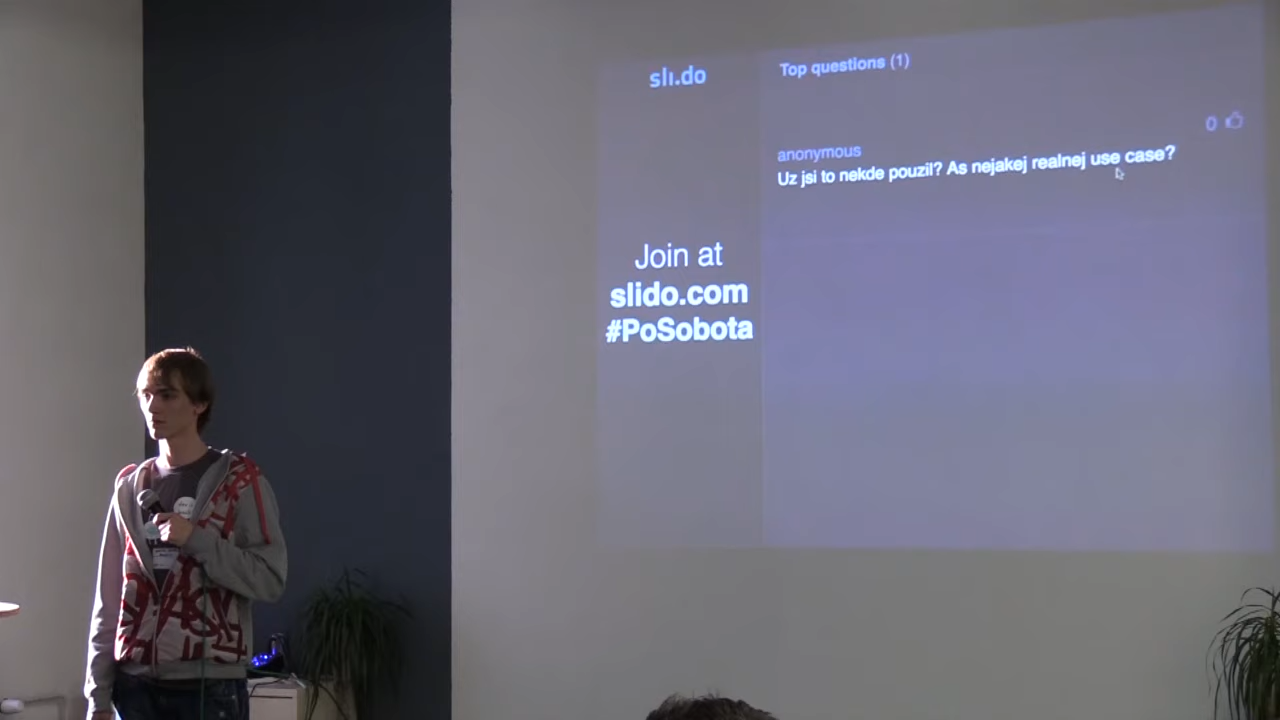 sli.do
Top questions (1)
0
anonymous
Uz jsi to nekde pouzil? As nejakej realnej use case?
Join at
slido.com
#PoSobota